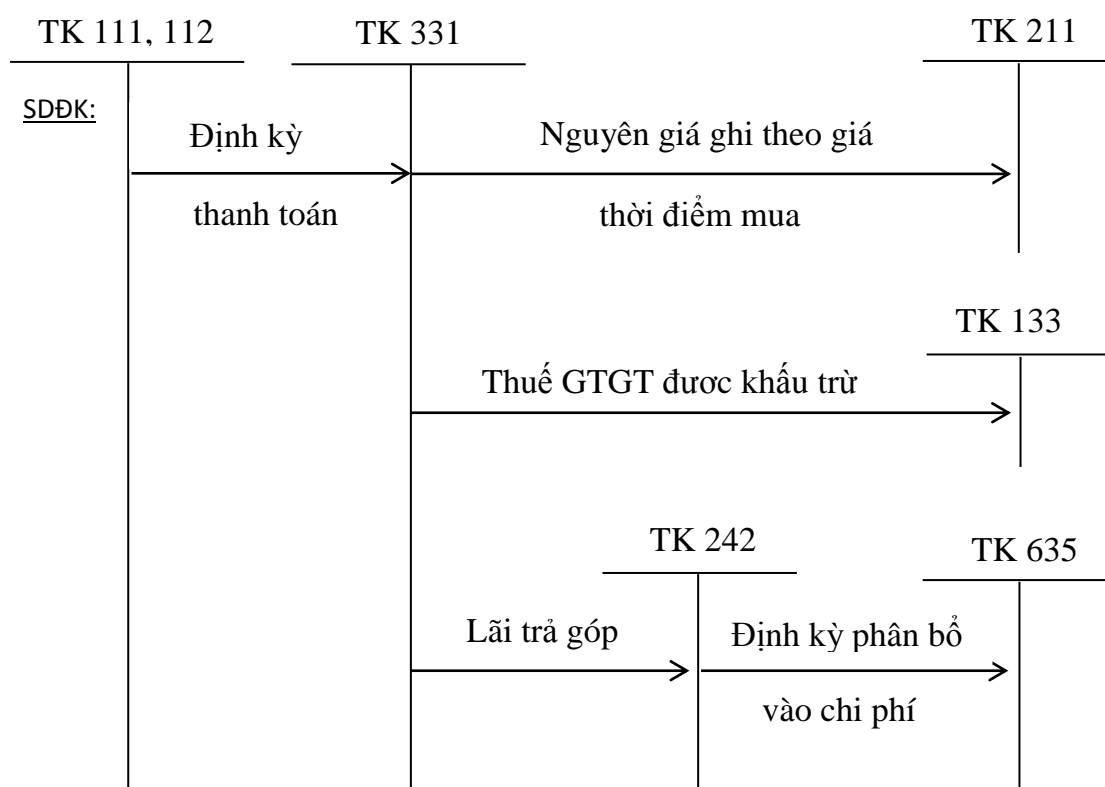 TK 111, 112
TK 331
TK 211
SDĐK:
Định kỳ
thanh toán
Nguyên giá ghi theo giá
thời điểm mua
TK 133
Thuế GTGT đươc khấu trừ
TK 242
TK 635
Lãi trả góp
Định kỳ phân bổ
vào chi phí